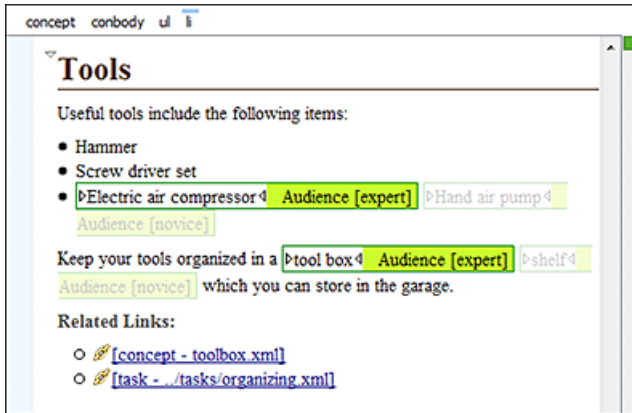 concept conbody ul li
Tools
Useful tools include the following items:
Hammer
Screw driver set
Electric air compressor Audience [expert] Hand air pump
Audience [novice]
Keep your tools organized in a tool box Audience [expert] shelf
Audience [novice] which you can store in the garage.
Related Links:
[concept - toolbox.xml]
[task - ../tasks/organizing.xml]